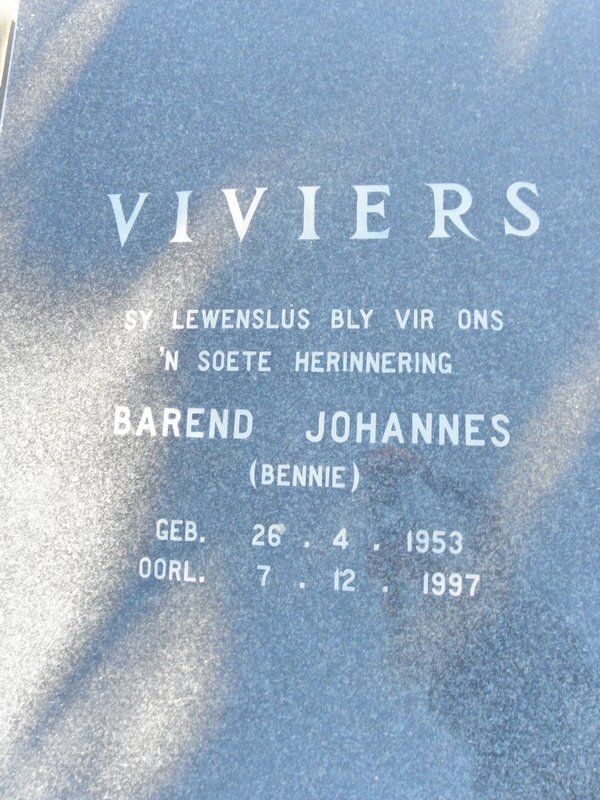 VIVIERS
SY LEWENSLUS BLY VIR ONS
'N SOETE HERINNERING
BAREND JOHANNES
(BENNIE)
GEB. 26 . 4 . 1953
OORL. 7 . 12 . 1997